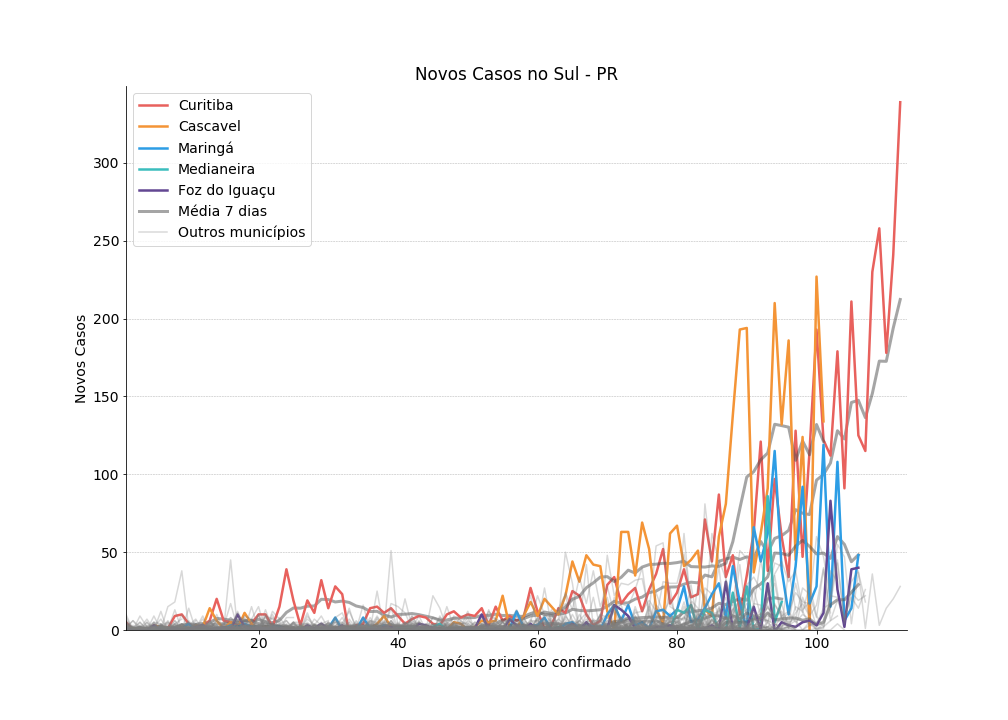 Novos Casos no Sul - PR
Curitiba
Cascavel
Maringá
Medianeira
Foz do Iguaçu
Média 7 dias
Outros municípios
300
250
200
150
100
50
0
Novos Casos
20 40 60 80 100
Dias após o primeiro confirmado